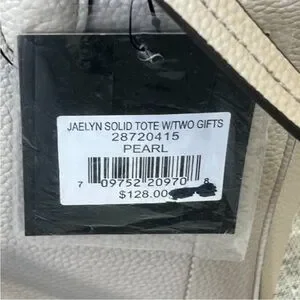 JAELYN SOLID TOTE W/TWO GIFTS
28720415
PEARL
7 09752 20970 8
$128.00